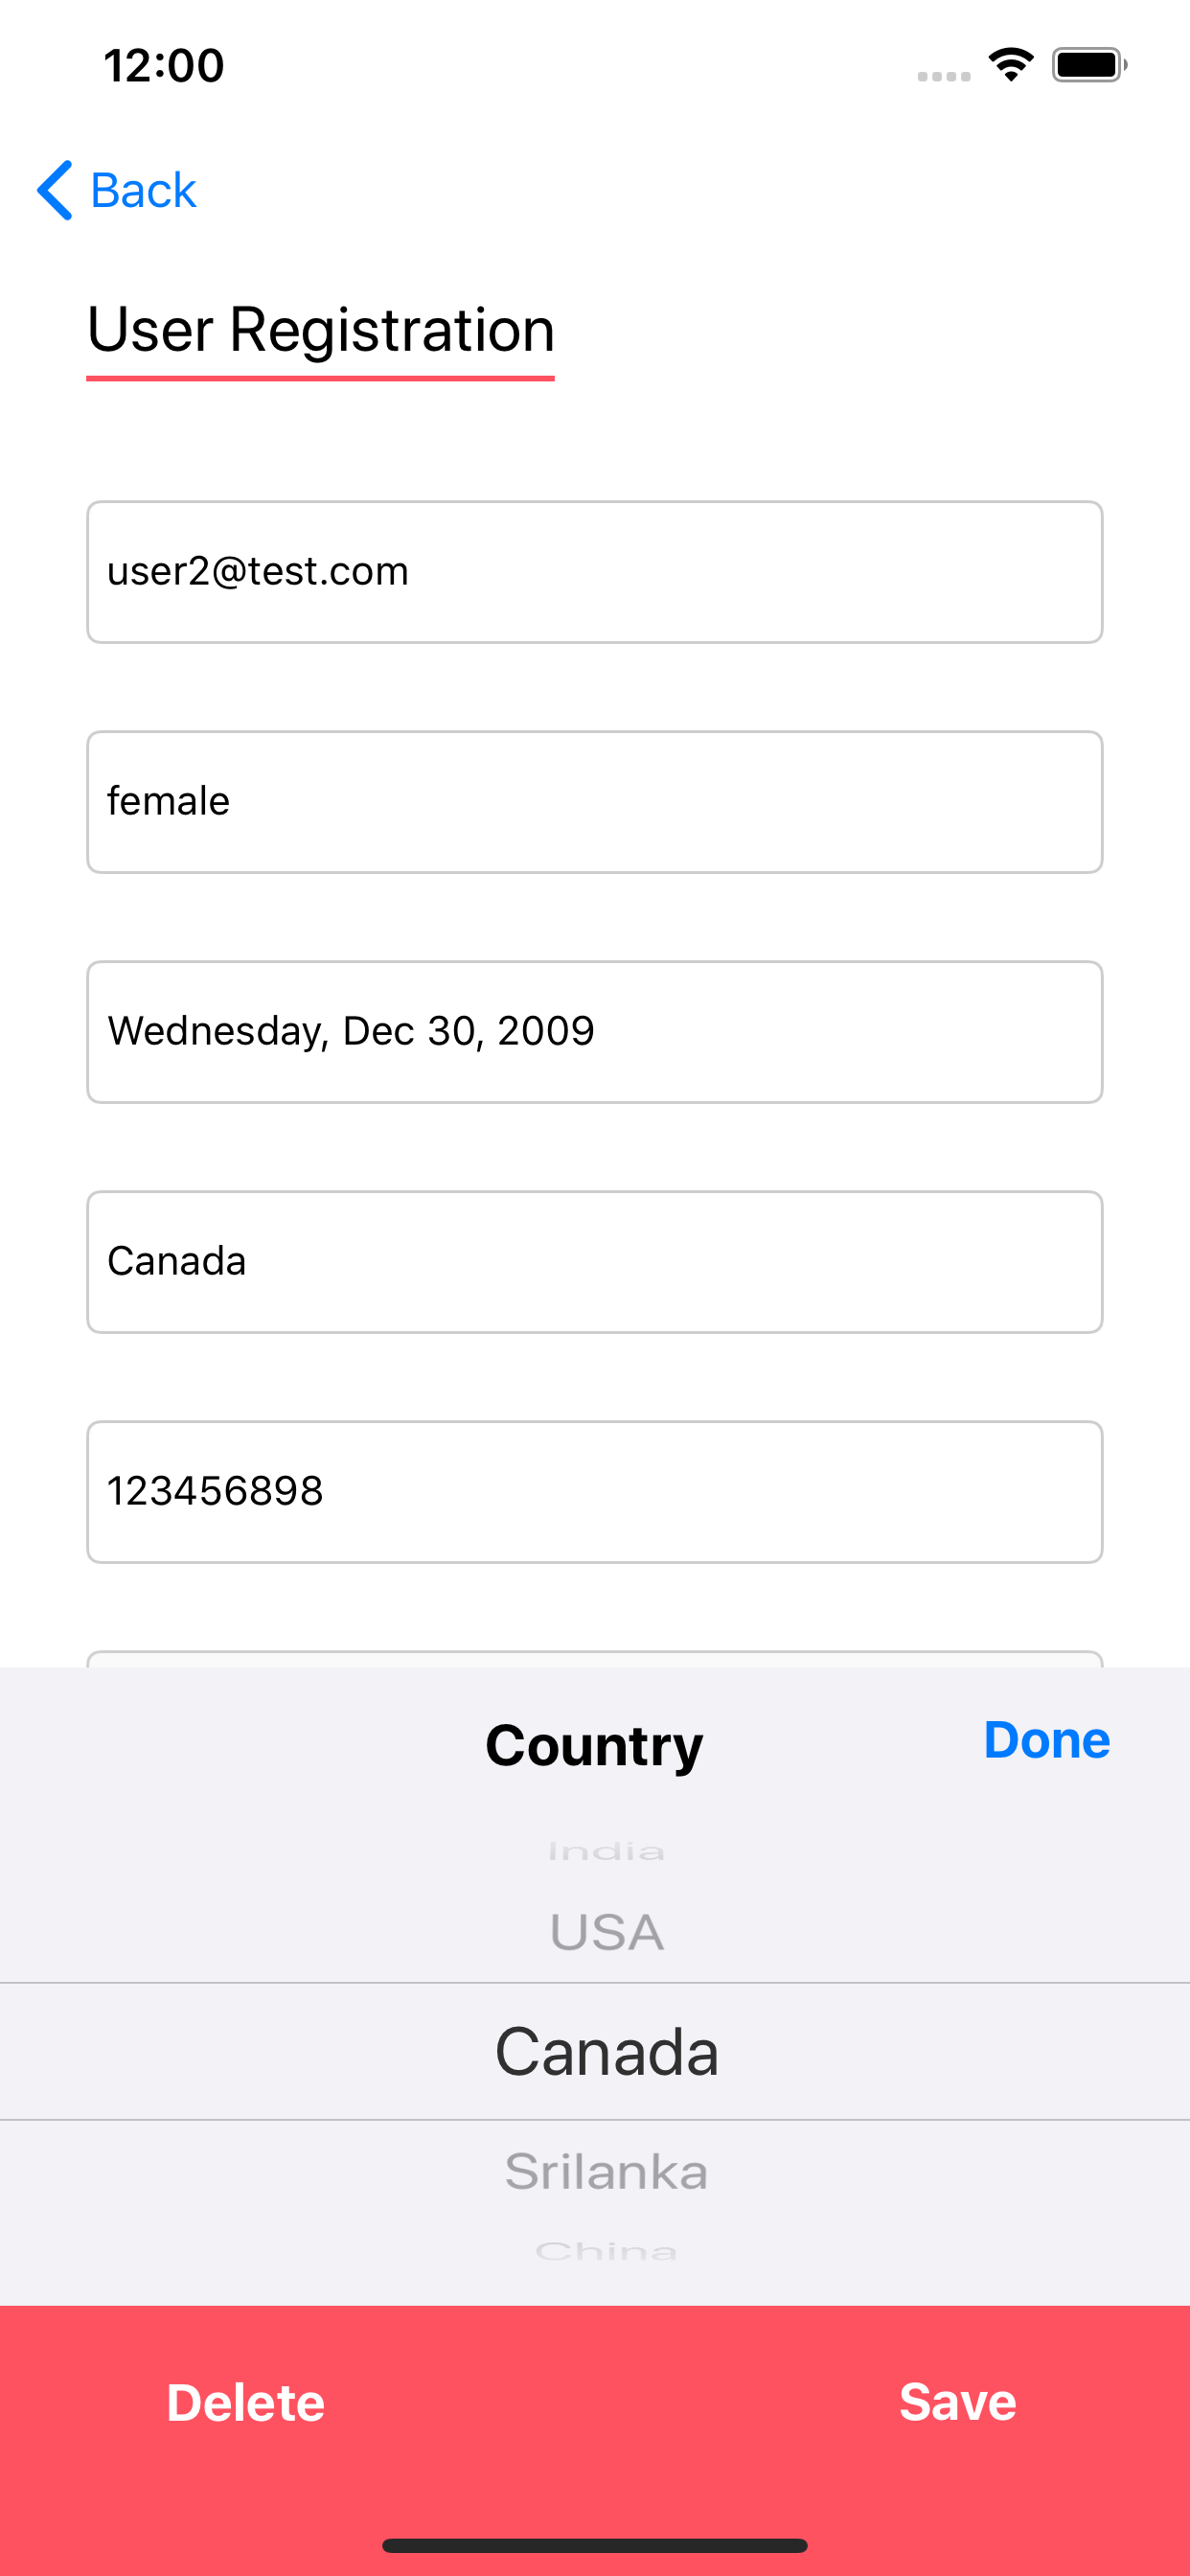 12:00
Back
User Registration
user2@test.com
female
Wednesday, Dec 30, 2009
Canada
123456898
Country
Done
India
USA
Canada
Srilanka
China
Delete
Save